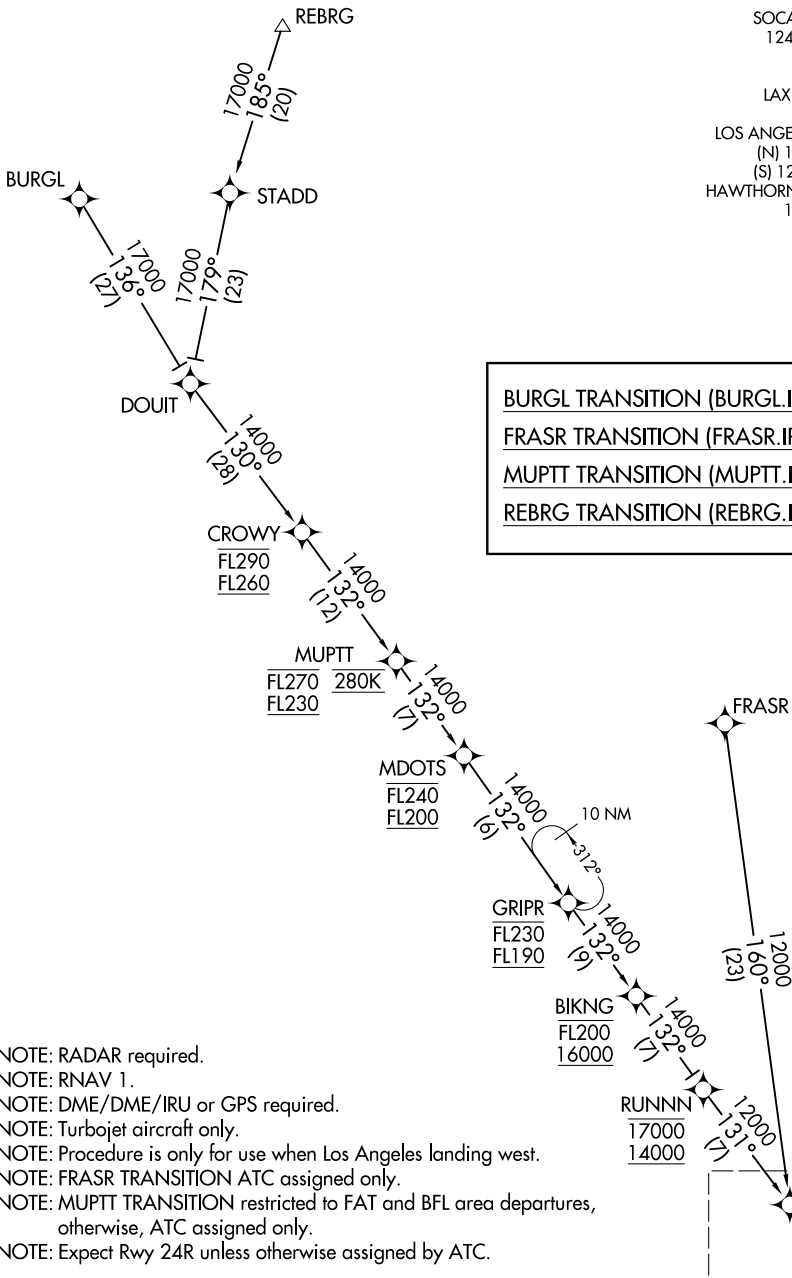 REBRG
17000
185°
(20)
SOCA
124
LAX
LOS ANGE
(N) 1
(S) 12
HAWTHORN
1
BURGL
STADD
17000
136°
(27)
17000
179°
(23)
DOUIT
BURGL TRANSITION (BURGL.I
FRASR TRANSITION (FRASR.IR
MUPTT TRANSITION (MUPTT.I
REBRG TRANSITION (REBRG.I
14000
130°
(28)
CROWY
FL290
FL260
14000
132°
(12)
MUPTT
FL270 280K
FL230
14000
132°
(7)
FRASR
MDOTS
FL240
FL200
14000
132°
(6)
10 NM
312°
GRIPR
FL230
FL190
14000
132°
(9)
12000
160°
(23)
BIKNG
FL200
16000
14000
132°
(7)
RUNNN
17000
14000
12000
131°
(7)
NOTE: RADAR required.
NOTE: RNAV 1.
NOTE: DME/DME/IRU or GPS required.
NOTE: Turbojet aircraft only.
NOTE: Procedure is only for use when Los Angeles landing west.
NOTE: FRASR TRANSITION ATC assigned only.
NOTE: MUPTT TRANSITION restricted to FAT and BFL area departures,
otherwise, ATC assigned only.
NOTE: Expect Rwy 24R unless otherwise assigned by ATC.